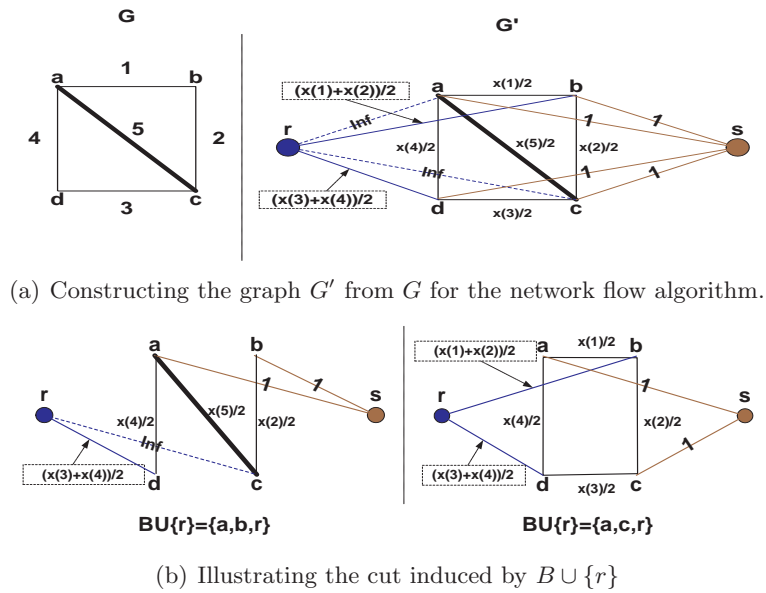 G
G'
a
1
b
4
5
2
d
3
c
(x(1)+x(2))/2
a
x(1)/2
b
Inf
1
1
r
x(4)/2
x(5)/2
x(2)/2
s
Inf
1
1
(x(3)+x(4))/2
d
x(3)/2
c
(a) Constructing the graph G′ from G for the network flow algorithm.
a
b
1
1
r
s
x(4)/2
x(5)/2
x(2)/2
Inf
(x(3)+x(4))/2
d
c
BU{r}={a,b,r}
(x(1)+x(2))/2
a
x(1)/2
b
1
r
s
x(4)/2
x(2)/2
1
(x(3)+x(4))/2
d
x(3)/2
c
BU{r}={a,c,r}
(b) Illustrating the cut induced by B ∪ {r}